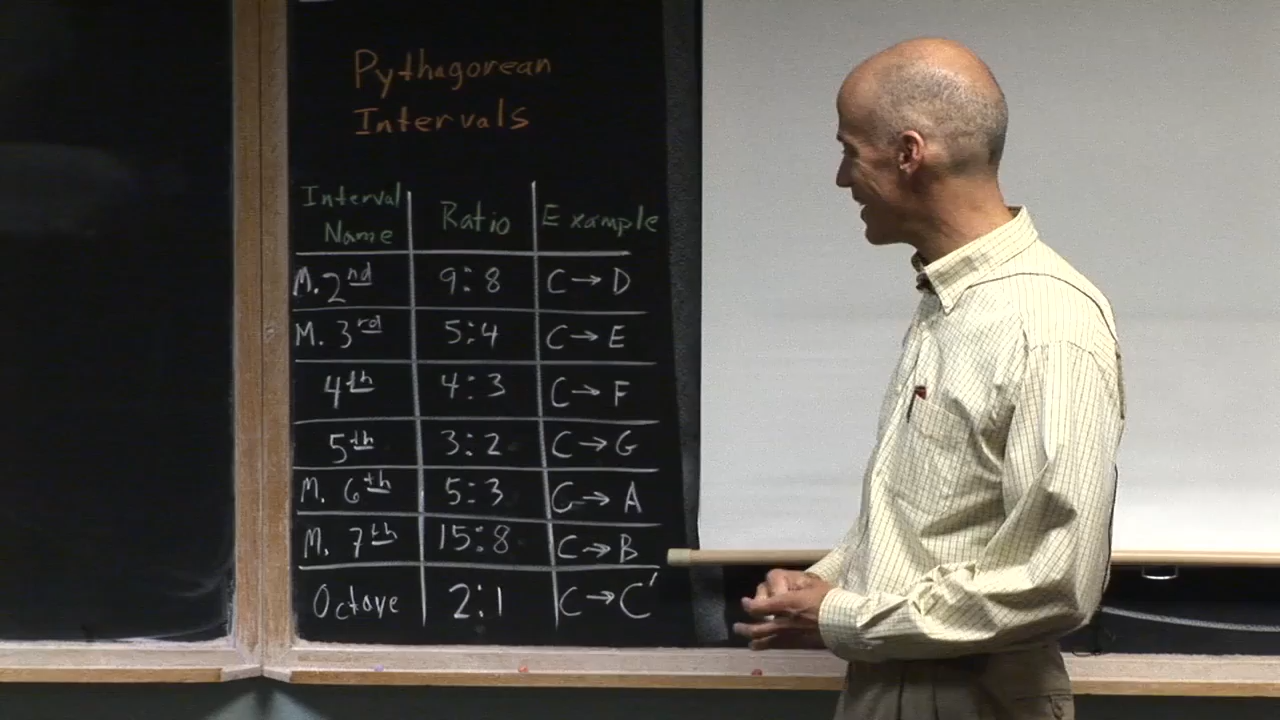 Pythagorean
Intervals
Interval Name Ratio Example
M. 2nd 9:8 C→D
M. 3rd 5:4 C→E
4th 4:3 C→F
5th 3:2 C→G
M. 6th 5:3 G→A
M. 7th 15:8 C→B
Octave 2:1 C→C'